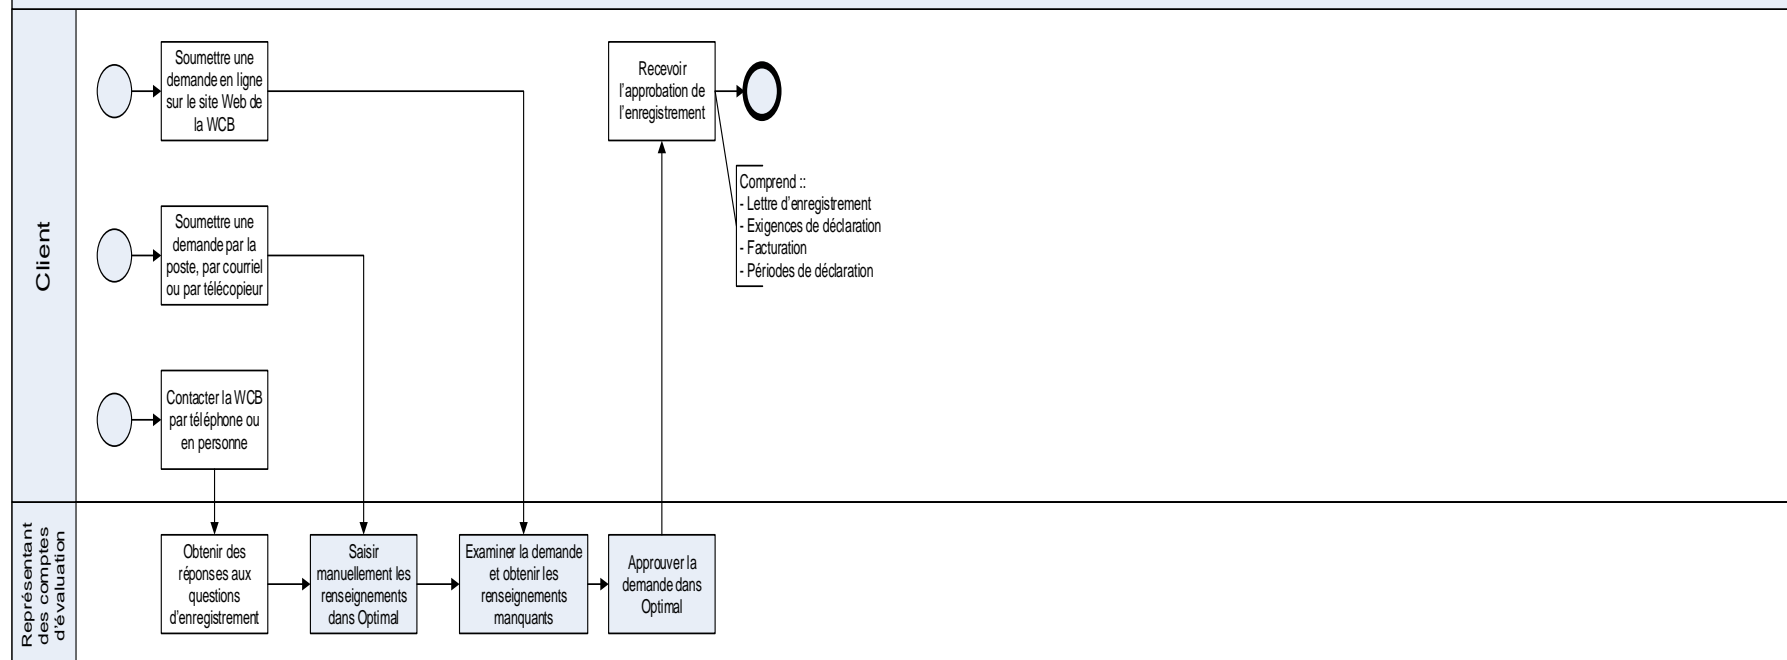 Client
Soumettre une
demande en ligne
sur le site Web de
la WCB
Recevoir
l'approbation de
l'enregistrement
Comprend ::
- Lettre d'enregistrement
- Exigences de déclaration
- Facturation
- Périodes de déclaration
Soumettre une
demande par la
poste, par courriel
ou par télécopieur
Contacter la WCB
par téléphone ou
en personne
Représentant
des comptes
d'évaluation
Obtenir des
réponses aux
questions
d'enregistrement
Saisir
manuellement les
renseignements
dans Optimal
Examiner la demande
et obtenir les
renseignements
manquants
Approuver la
demande dans
Optimal